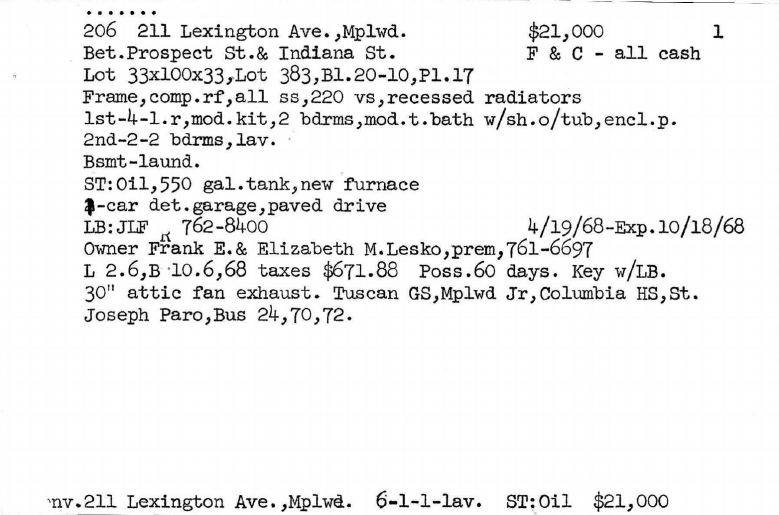 .......
206 211 Lexington Ave.,Mplwd. $21,000 1
Bet.Prospect St.& Indiana St. F & C - all cash
Lot 33x100x33,Lot 383,Bl.20-10,Pl.17
Frame,comp.rf,all ss,220 vs,recessed radiators
1st-4-l.r,mod.kit,2 bdrms,mod.t.bath w/sh.o/tub,encl.p.
2nd-2-2 bdrms,lav.
Bsmt-laund.
ST:Oil,550 gal.tank,new furnace
-car det.garage,paved drive
LB:JLF R 762-8400 4/19/68-Exp.10/18/68
Owner Frank E.& Elizabeth M.Lesko,prem,761-6697
L 2.6,B 10.6,68 taxes $671.88 Poss.60 days. Key w/LB.
30" attic fan exhaust. Tuscan GS,Mplwd Jr,Columbia HS,St.
Joseph Paro,Bus 24,70,72.
nv.211 Lexington Ave.,Mplwd. 6-1-1-lav. ST:Oil $21,000